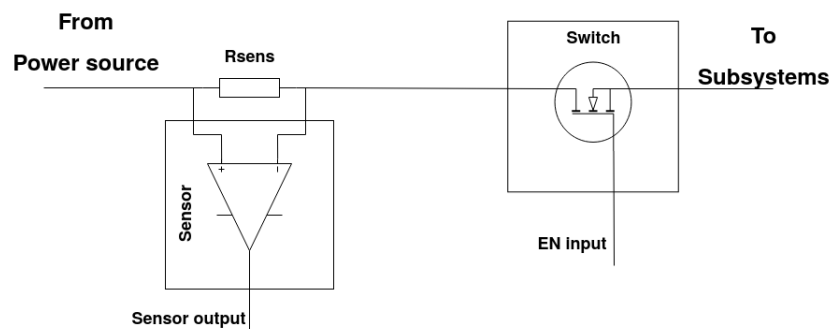 From
Power source
Rsens
Switch
To
Subsystems
+
-
Sensor
EN input
Sensor output